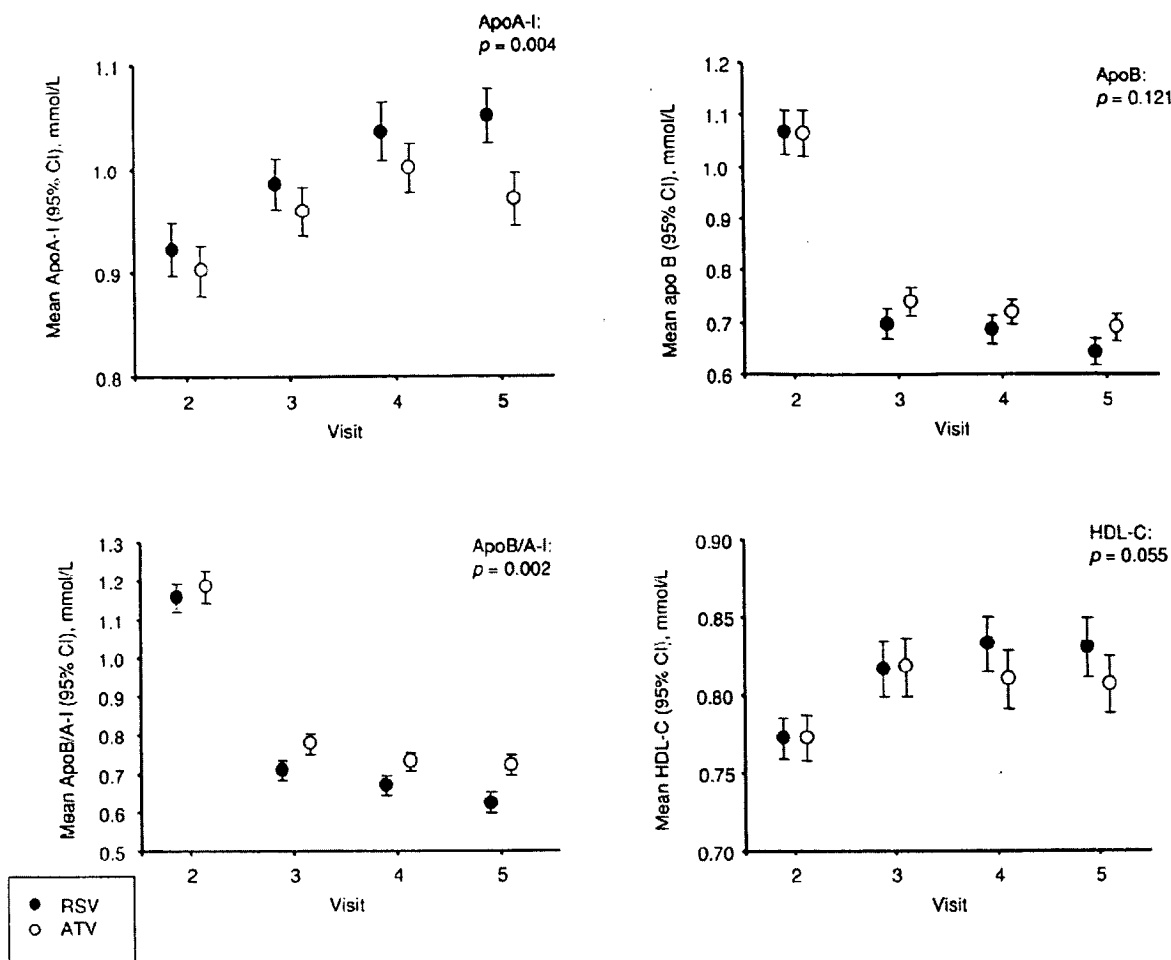 ApoA-I:
p = 0.004
Mean ApoA-I (95% CI), mmol/L
1.1
1.0
0.9
0.8
2 3 4 5
Visit
ApoB:
p = 0.121
Mean apo B (95% CI), mmol/L
1.2
1.1
1.0
0.9
0.8
0.7
0.6
2 3 4 5
Visit
ApoB/A-I:
p = 0.002
Mean ApoB/A-I (95% CI), mmol/L
1.3
1.2
1.1
1.0
0.9
0.8
0.7
0.6
0.5
2 3 4 5
Visit
HDL-C:
p = 0.055
Mean HDL-C (95% CI), mmol/L
0.90
0.85
0.80
0.75
0.70
2 3 4 5
Visit
RSV
ATV